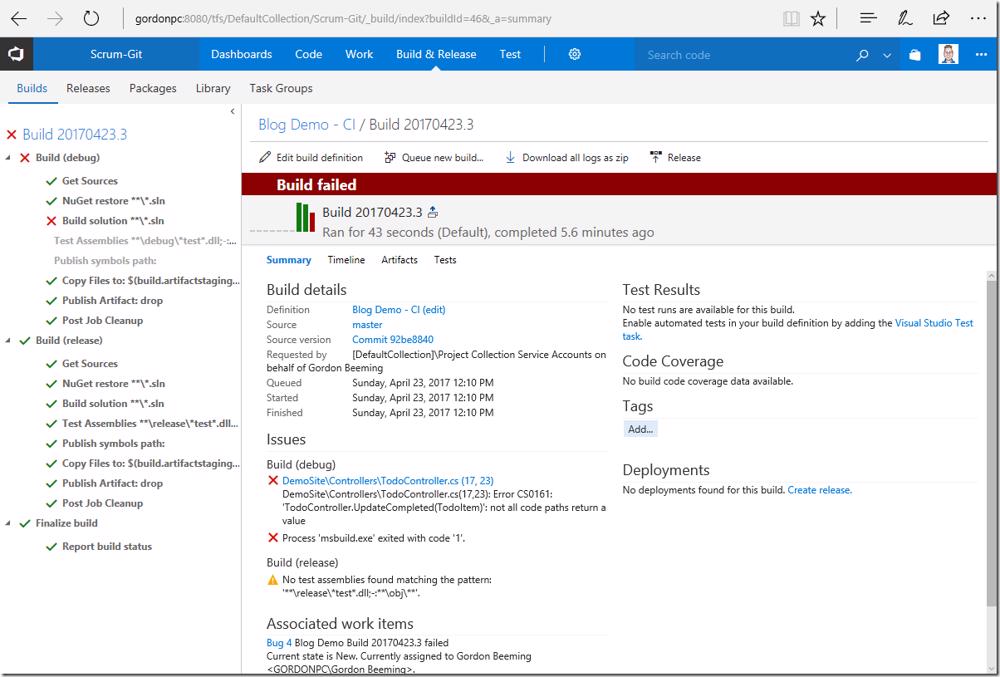 gordonpc:8080/tfs/DefaultCollection/Scrum-Git/_build/index?buildId=46&_a=summary
Scrum-Git Dashboards Code Work Build & Release Test Search code
Builds Releases Packages Library Task Groups
Build 20170423.3
Build (debug)
Get Sources
NuGet restore **\*.sln
Build solution **\*.sln
Test Assemblies **\debug\*test*.dll;-:...
Publish symbols path:
Copy Files to: $(build.artifactstaging...
Publish Artifact: drop
Post Job Cleanup
Build (release)
Get Sources
NuGet restore **\*.sln
Build solution **\*.sln
Test Assemblies **\release\*test*.dll...
Publish symbols path:
Copy Files to: $(build.artifactstaging...
Publish Artifact: drop
Post Job Cleanup
Finalize build
Report build status
Blog Demo - CI / Build 20170423.3
Edit build definition Queue new build... Download all logs as zip Release
Build failed
Build 20170423.3
Ran for 43 seconds (Default), completed 5.6 minutes ago
Summary Timeline Artifacts Tests
Build details
Definition Blog Demo - CI (edit)
Source master
Source version Commit 92be8840
Requested by [DefaultCollection]\Project Collection Service Accounts on
behalf of Gordon Beeming
Queued Sunday, April 23, 2017 12:10 PM
Started Sunday, April 23, 2017 12:10 PM
Finished Sunday, April 23, 2017 12:10 PM
Issues
Build (debug)
DemoSite\Controllers\TodoController.cs (17, 23)
DemoSite\Controllers\TodoController.cs(17,23): Error CS0161:
'TodoController.UpdateCompleted(TodoItem)': not all code paths return a
value
Process 'msbuild.exe' exited with code '1'.
Build (release)
No test assemblies found matching the pattern:
'**\release\*test*.dll;-:**\obj\**'.
Associated work items
Bug 4 Blog Demo Build 20170423.3 failed
Current state is New. Currently assigned to Gordon Beeming
<GORDONPC\Gordon Beeming>.
Test Results
No test runs are available for this build.
Enable automated tests in your build definition by adding the Visual Studio Test
task.
Code Coverage
No build code coverage data available.
Tags
Add...
Deployments
No deployments found for this build. Create release.